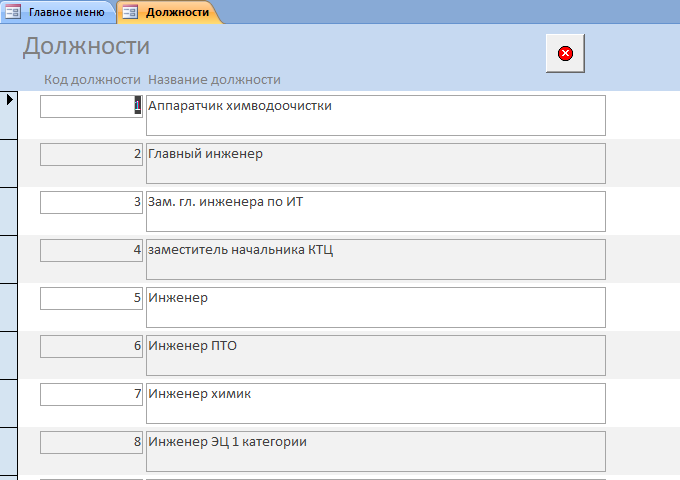 Главное меню Должности
Должности
Код должности Название должности
1 Аппаратчик химводоочистки
2 Главный инженер
3 Зам. гл. инженера по ИТ
4 заместитель начальника КТЦ
5 Инженер
6 Инженер ПТО
7 Инженер химик
8 Инженер ЭЦ 1 категории